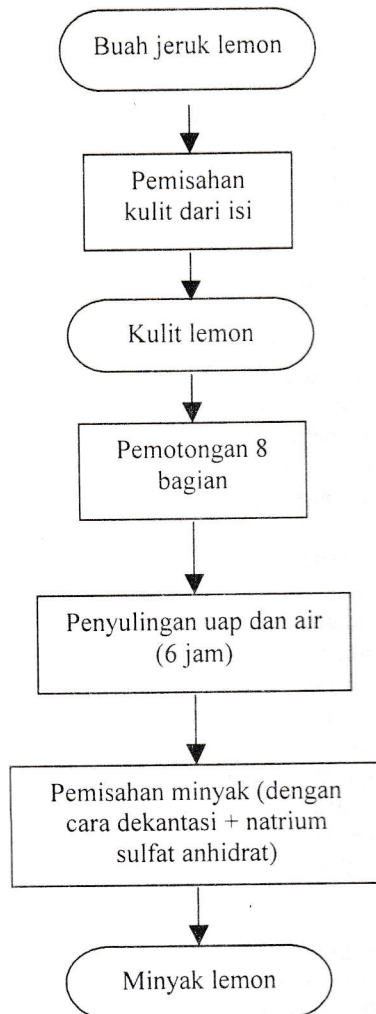 Buah jeruk lemon
Pemisahan
kulit dari isi
Kulit lemon
Pemotongan 8
bagian
Penyulingan uap dan air
(6 jam)
Pemisahan minyak (dengan
cara dekantasi + natrium
sulfat anhidrat)
Minyak lemon